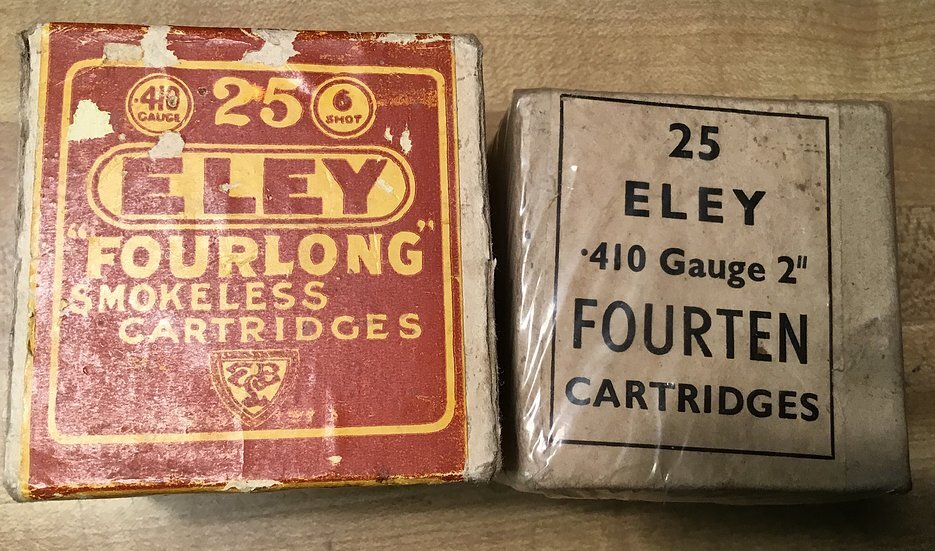 ·410
GAUGE
25
6
SHOT
ELEY
"FOURLONG"
SMOKELESS
CARTRIDGES
25
ELEY
·410 Gauge 2"
FOURTEN
CARTRIDGES